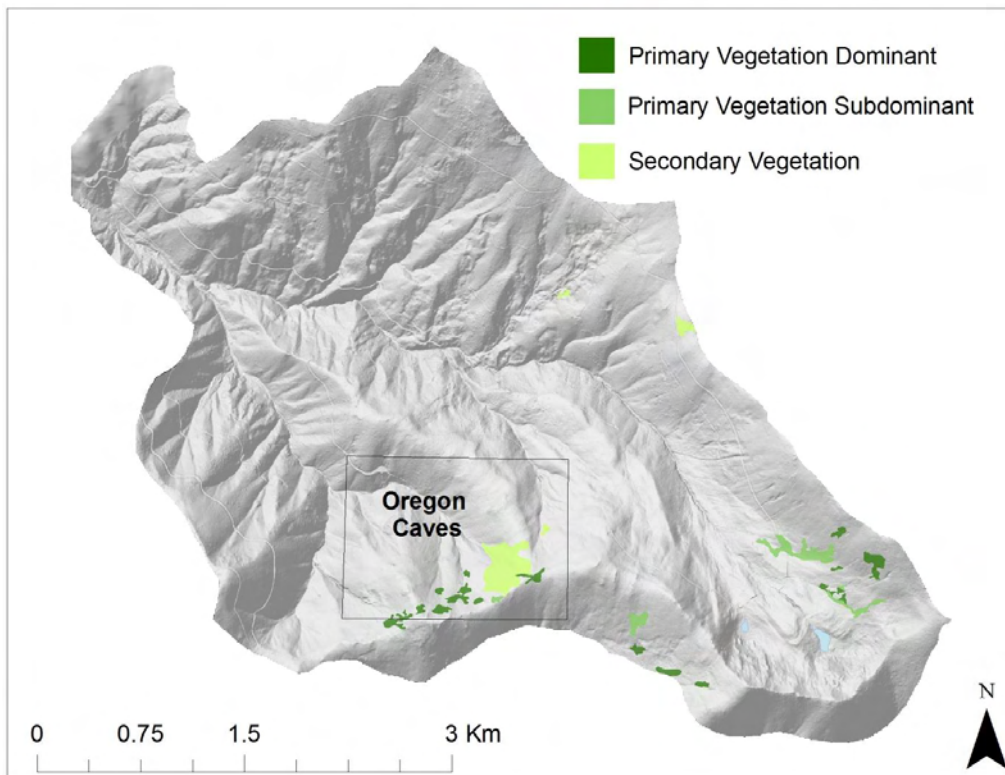 Primary Vegetation Dominant
Primary Vegetation Subdominant
Secondary Vegetation
Oregon
Caves
0 0.75 1.5 3 Km
N